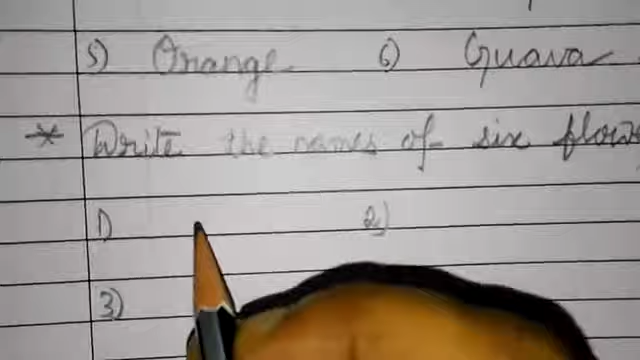 5) Orange 6) Guava
* Write the names of six flow
1) 2)
3)